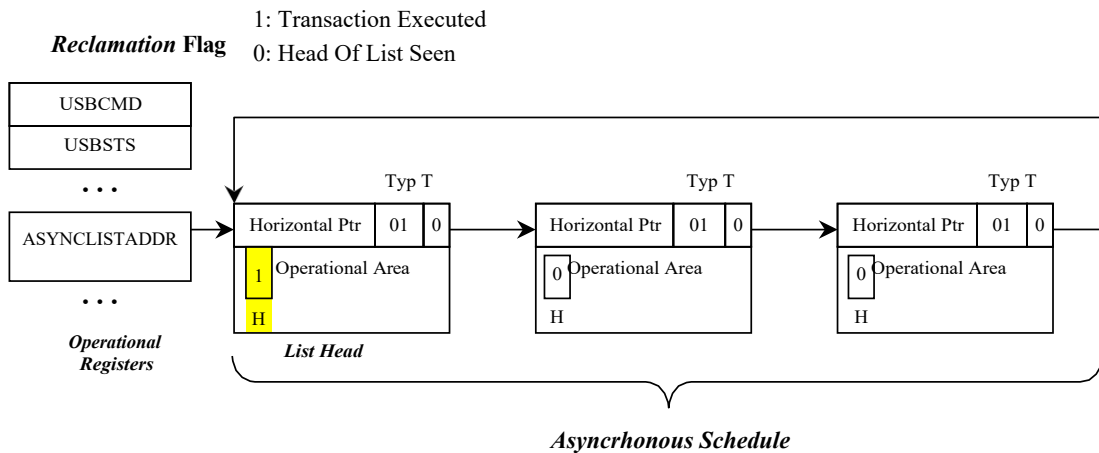 1: Transaction Executed
Reclamation Flag
0: Head Of List Seen
USBCMD
USBSTS
...
ASYNCLISTADDR
...
Operational
Registers
Typ T
Horizontal Ptr 01 0
1 Operational Area
H
List Head
Typ T
Horizontal Ptr 01 0
0 Operational Area
H
Typ T
Horizontal Ptr 01 0
0 Operational Area
H
Asyncrhonous Schedule